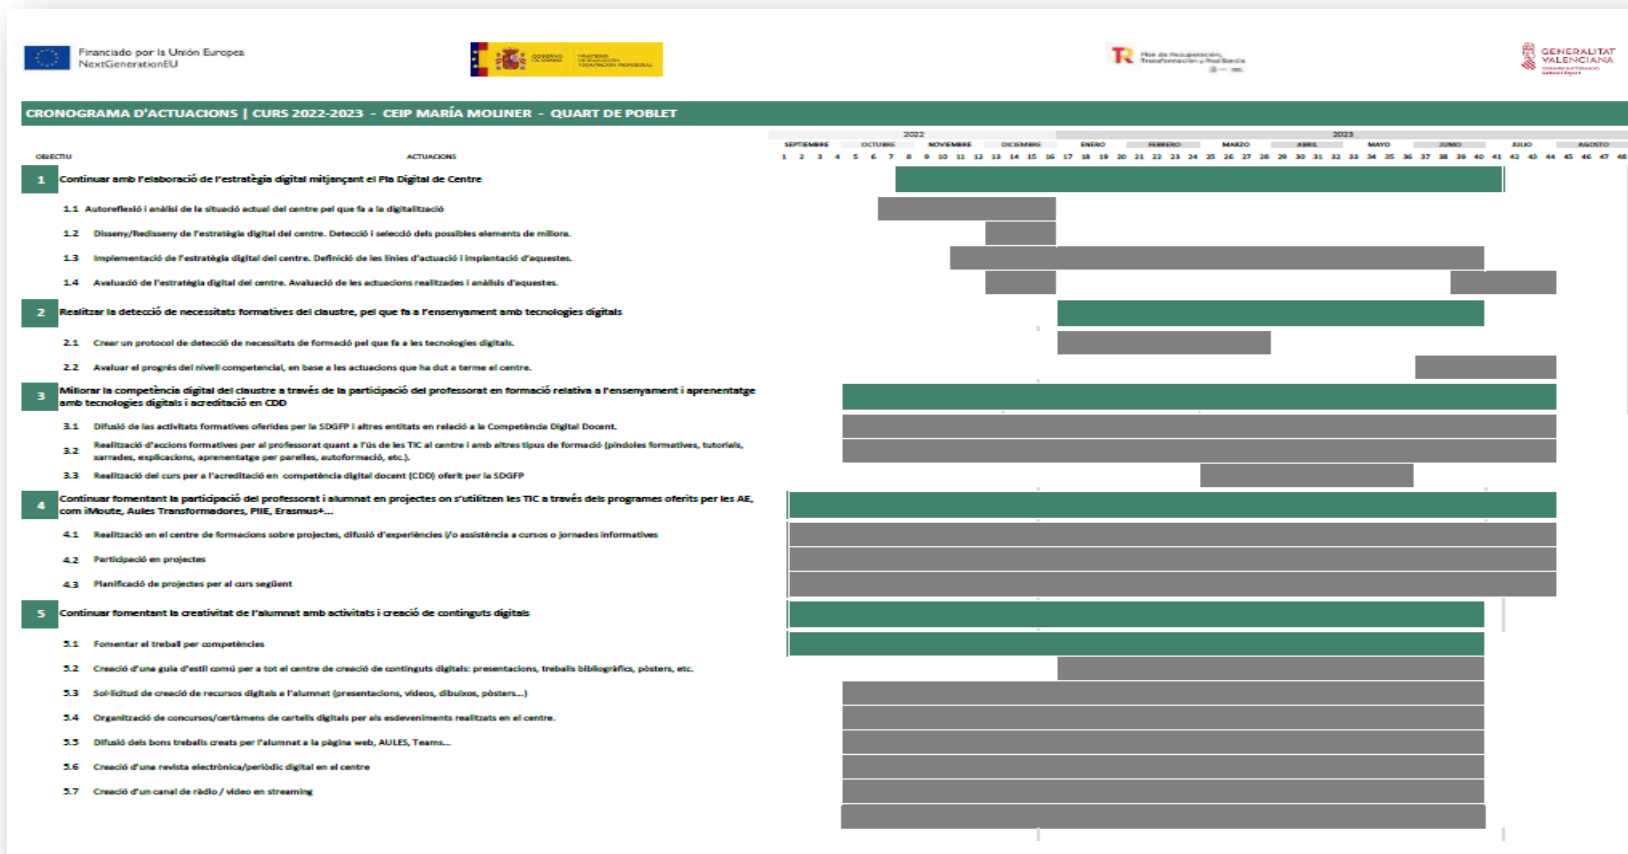 Financiado por la Unión Europea
NextGenerationEU
GOBIERNO
DE ESPAÑA
MINISTERIO
DE EDUCACIÓN
Y FORMACIÓN PROFESIONAL
TR
Plan de Recuperación,
Transformación y Resiliencia
GENERALITAT
VALENCIANA
CRONOGRAMA D'ACTUACIONS | CURS 2022-2023 - CEIP MARÍA MOLINER - QUART DE POBLET
2022 2023
SEPTIEMBRE OCTUBRE NOVIEMBRE DICIEMBRE ENERO FEBRERO MARZO ABRIL MAYO JUNIO JULIO AGOSTO
OBJECTIU ACTUACIONS 1 2 3 4 5 6 7 8 9 10 11 12 13 14 15 16 17 18 19 20 21 22 23 24 25 26 27 28 29 30 31 32 33 34 35 36 37 38 39 40 41 42 43 44 45 46 47 48
1 Continuar amb l'elaboració de l'estratègia digital mitjançant el Pla Digital de Centre
1.1 Autoreflexió i anàlisi de la situació actual del centre pel que fa a la digitalització
1.2 Disseny/Redisseny de l'estratègia digital del centre. Detecció i selecció dels possibles elements de millora.
1.3 Implementació de l'estratègia digital del centre. Definició de les línies d'actuació i implantació d'aquestes.
1.4 Avaluació de l'estratègia digital del centre. Avaluació de les actuacions realitzades i anàlisis d'aquestes.
2 Realitzar la detecció de necessitats formatives del claustre, pel que fa a l'ensenyament amb tecnologies digitals
2.1 Crear un protocol de detecció de necessitats de formació pel que fa a les tecnologies digitals.
2.2 Avaluar el progrés del nivell competencial, en base a les actuacions que ha dut a terme el centre.
3 Millorar la competència digital del claustre a través de la participació del professorat en formació relativa a l'ensenyament i aprenentatge
amb tecnologies digitals i acreditació en CDD
3.1 Difusió de las activitats formatives oferides per la SDGFP i altres entitats en relació a la Competència Digital Docent.
3.2 Realització d'accions formatives per al professorat quant a l'ús de les TIC al centre i amb altres tipus de formació (píndoles formatives, tutorials,
xarrades, explicacions, aprenentatge per parelles, autoformació, etc.).
3.3 Realització del curs per a l'acreditació en competència digital docent (CDD) oferit per la SDGFP
4 Continuar fomentant la participació del professorat i alumnat en projectes on s'utilitzen les TIC a través dels programes oferits per les AE,
com iMoute, Aules Transformadores, PIIE, Erasmus+...
4.1 Realització en el centre de formacions sobre projectes, difusió d'experiències i/o assistència a cursos o jornades informatives
4.2 Participació en projectes
4.3 Planificació de projectes per al curs següent
5 Continuar fomentant la creativitat de l'alumnat amb activitats i creació de continguts digitals
5.1 Fomentar el treball per competències
5.2 Creació d'una guia d'estil comú per a tot el centre de creació de continguts digitals: presentacions, treballs bibliogràfics, pòsters, etc.
5.3 Sol·licitud de creació de recursos digitals a l'alumnat (presentacions, vídeos, dibuixos, pòsters...)
5.4 Organització de concursos/certàmens de cartells digitals per als esdeveniments realitzats en el centre.
5.5 Difusió dels bons treballs creats per l'alumnat a la pàgina web, AULES, Teams...
5.6 Creació d'una revista electrònica/periòdic digital en el centre
5.7 Creació d'un canal de ràdio / vídeo en streaming